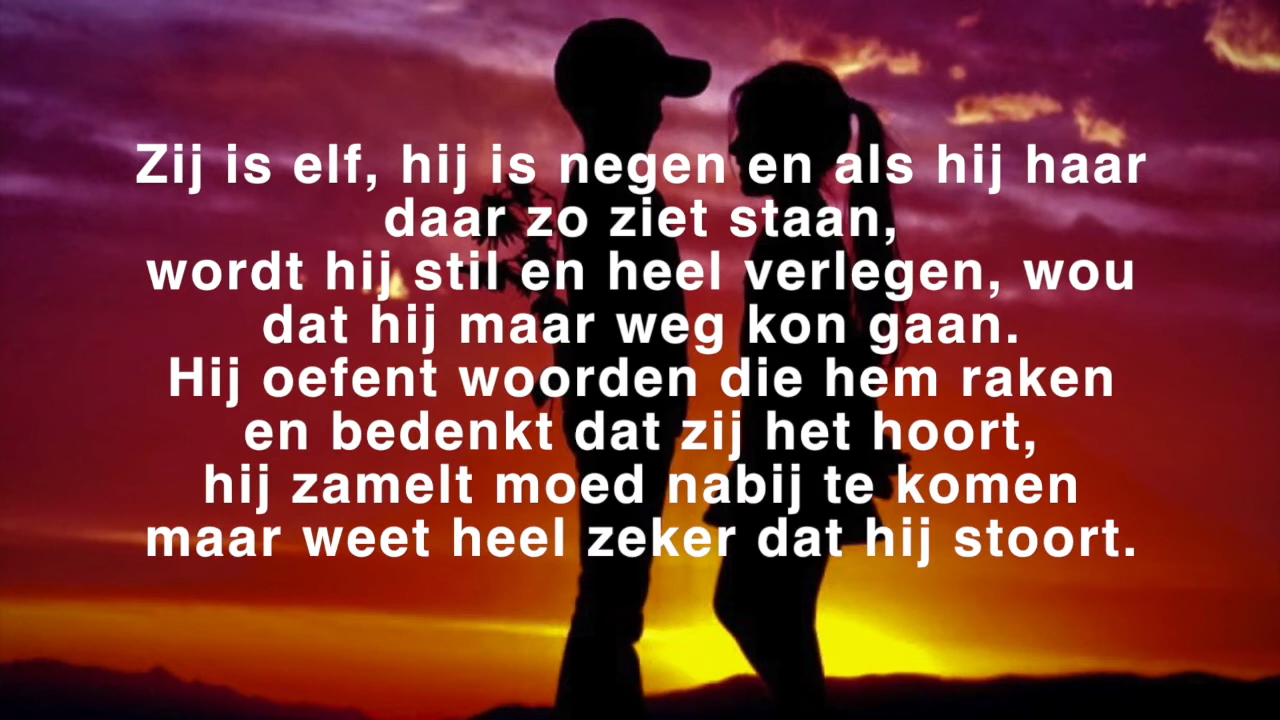 Zij is elf, hij is negen en als hij haar
daar zo ziet staan,
wordt hij stil en heel verlegen, wou
dat hij maar weg kon gaan.
Hij oefent woorden die hem raken
en bedenkt dat zij het hoort,
hij zamelt moed nabij te komen
maar weet heel zeker dat hij stoort.